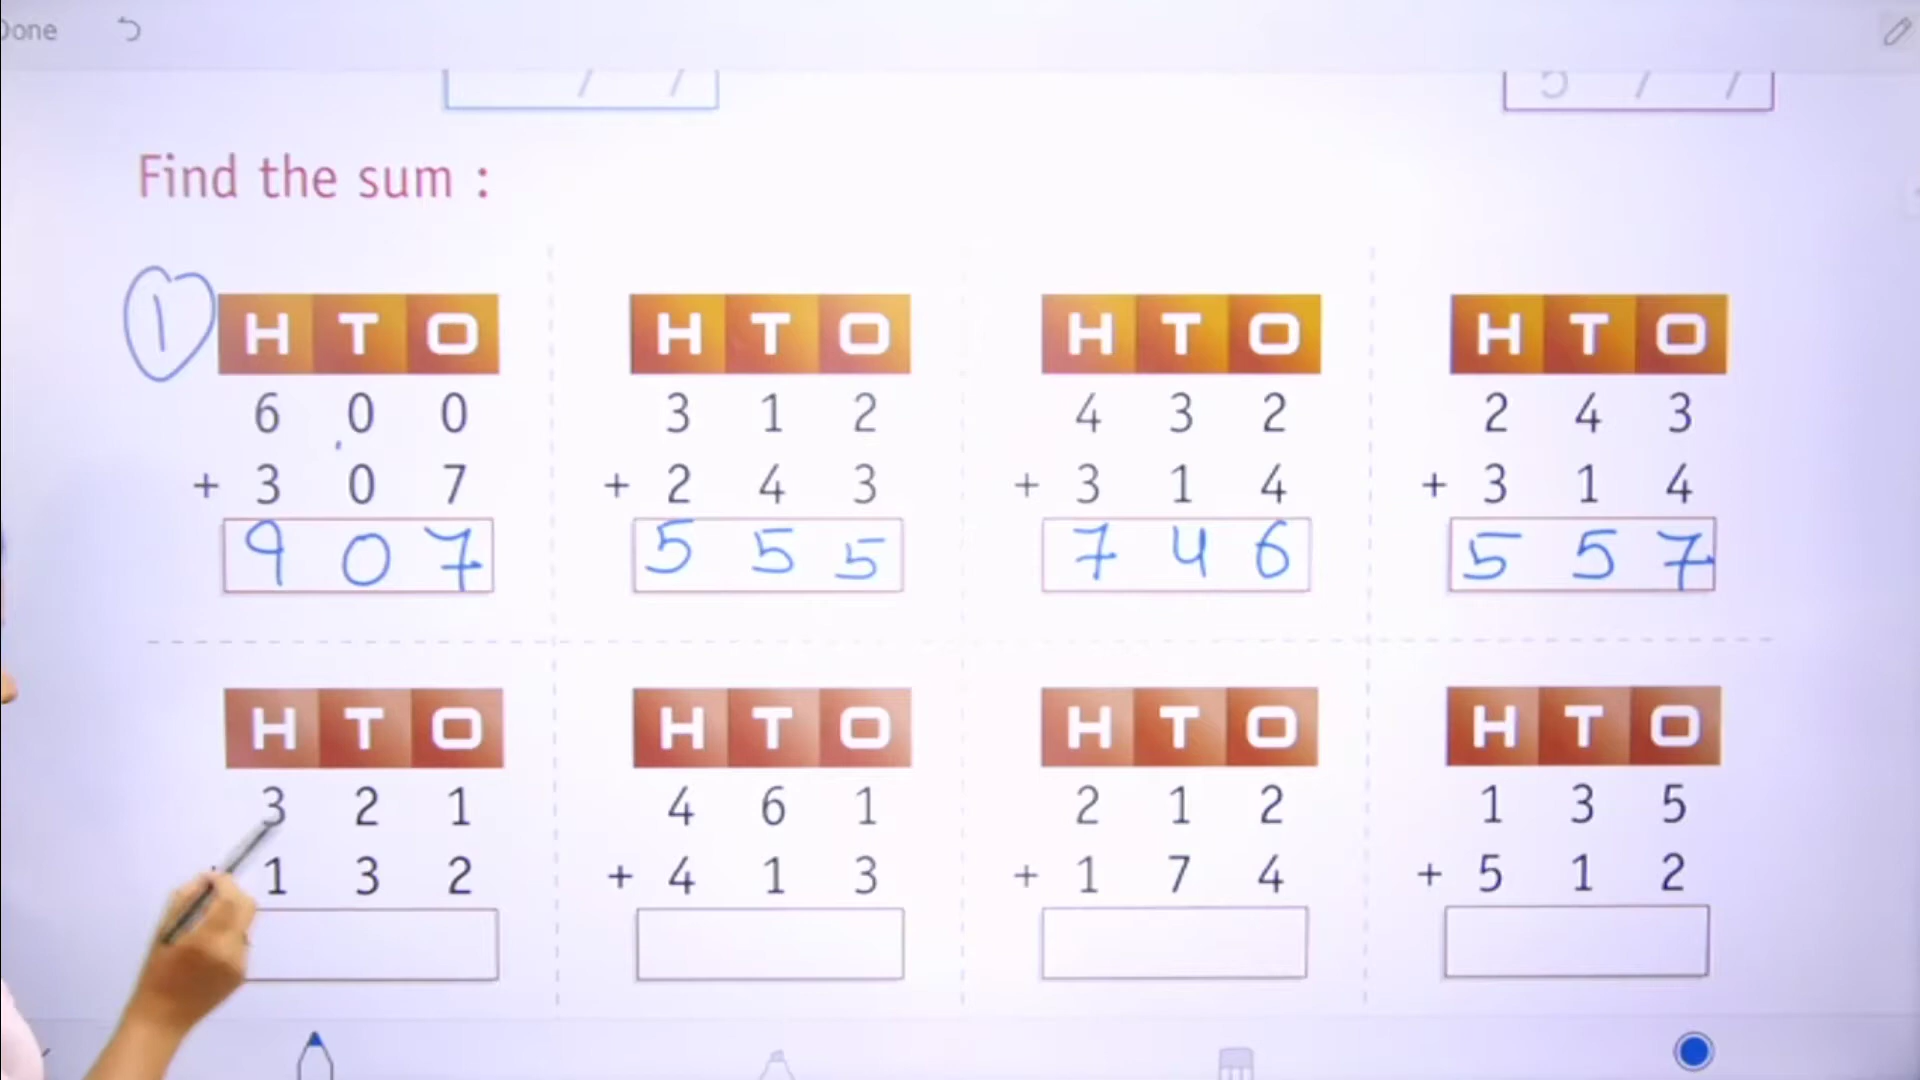 Done
5 7 7
Find the sum :
1
H T O H T O H T O H T O
6 0 0 3 1 2 4 3 2 2 4 3
+ 3 0 7 + 2 4 3 + 3 1 4 + 3 1 4
9 0 7 5 5 5 7 4 6 5 5 7
H T O H T O H T O H T O
3 2 1 4 6 1 2 1 2 1 3 5
1 3 2 + 4 1 3 + 1 7 4 + 5 1 2